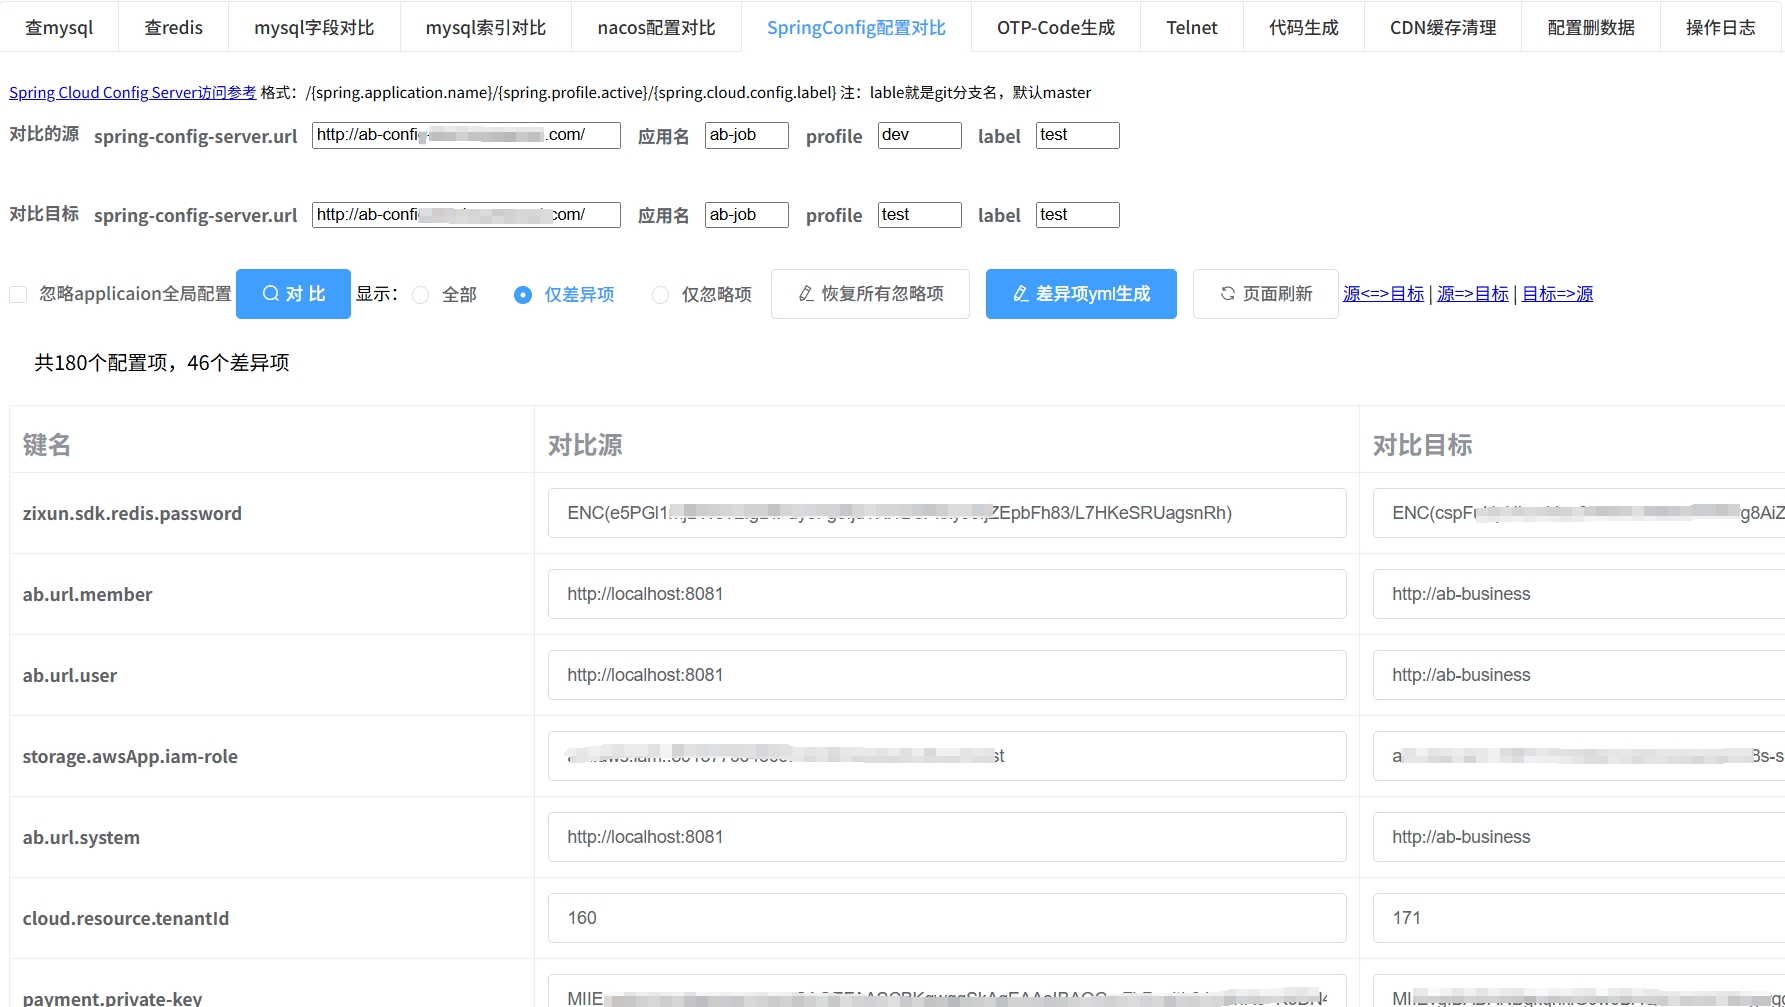 查mysql 查redis mysql字段对比 mysql索引对比 nacos配置对比 SpringConfig配置对比 OTP-Code生成 Telnet 代码生成 CDN缓存清理 配置删数据 操作日志
Spring Cloud Config Server访问参考 格式：/{spring.application.name}/{spring.profile.active}/{spring.cloud.config.label} 注：lable就是git分支名，默认master
对比的源 spring-config-server.url http://ab-config- .com/ 应用名 ab-job profile dev label test
对比目标 spring-config-server.url http://ab-config com/ 应用名 ab-job profile test label test
忽略applicaion全局配置 对 比 显示： 全部 仅差异项 仅忽略项 恢复所有忽略项 差异项yml生成 页面刷新 源<=>目标 | 源=>目标 | 目标=>源
共180个配置项，46个差异项
键名 对比源 对比目标
zixun.sdk.redis.password ENC(e5PGl1 ZEpbFh83/L7HKeSRUagsnRh) ENC(cspFu g8AiZ
ab.url.member http://localhost:8081 http://ab-business
ab.url.user http://localhost:8081 http://ab-business
storage.awsApp.iam-role st a 8s-s
ab.url.system http://localhost:8081 http://ab-business
cloud.resource.tenantId 160 171
payment.private-key MIIE